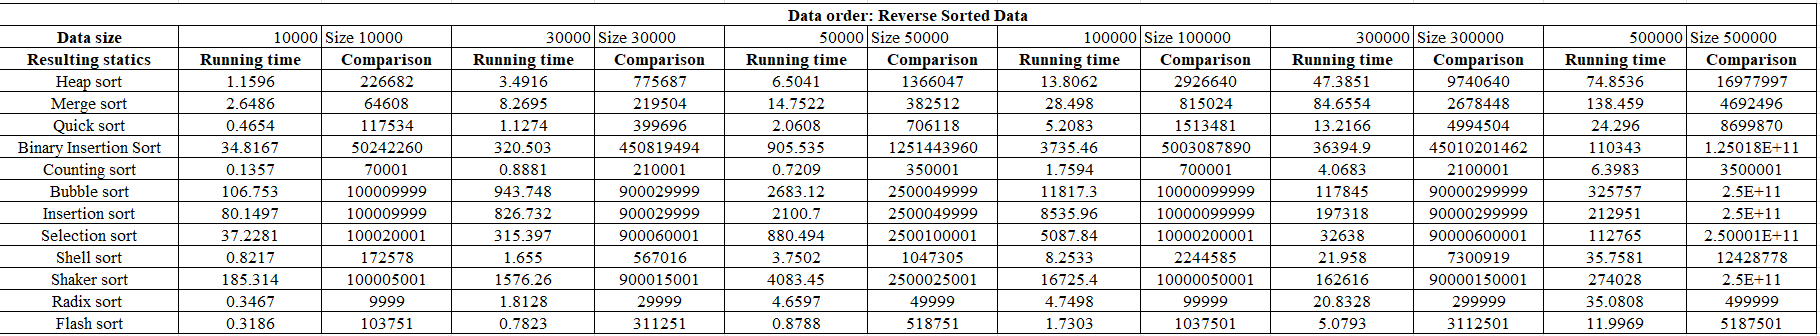 Data order: Reverse Sorted Data
Data size 10000 Size 10000 30000 Size 30000 50000 Size 50000 100000 Size 100000 300000 Size 300000 500000 Size 500000
Resulting statics Running time Comparison Running time Comparison Running time Comparison Running time Comparison Running time Comparison Running time Comparison
Heap sort 1.1596 226682 3.4916 775687 6.5041 1366047 13.8062 2926640 47.3851 9740640 74.8536 16977997
Merge sort 2.6486 64608 8.2695 219504 14.7522 382512 28.498 815024 84.6554 2678448 138.459 4692496
Quick sort 0.4654 117534 1.1274 399696 2.0608 706118 5.2083 1513481 13.2166 4994504 24.296 8699870
Binary Insertion Sort 34.8167 50242260 320.503 450819494 905.535 1251443960 3735.46 5003087890 36394.9 45010201462 110343 1.25018E+11
Counting sort 0.1357 70001 0.8881 210001 0.7209 350001 1.7594 700001 4.0683 2100001 6.3983 3500001
Bubble sort 106.753 100009999 943.748 900029999 2683.12 2500049999 11817.3 10000099999 117845 90000299999 325757 2.5E+11
Insertion sort 80.1497 100009999 826.732 900029999 2100.7 2500049999 8535.96 10000099999 197318 90000299999 212951 2.5E+11
Selection sort 37.2281 100020001 315.397 900060001 880.494 2500100001 5087.84 10000200001 32638 90000600001 112765 2.50001E+11
Shell sort 0.8217 172578 1.655 567016 3.7502 1047305 8.2533 2244585 21.958 7300919 35.7581 12428778
Shaker sort 185.314 100005001 1576.26 900015001 4083.45 2500025001 16725.4 10000050001 162616 90000150001 274028 2.5E+11
Radix sort 0.3467 9999 1.8128 29999 4.6597 49999 4.7498 99999 20.8328 299999 35.0808 499999
Flash sort 0.3186 103751 0.7823 311251 0.8788 518751 1.7303 1037501 5.0793 3112501 11.9969 5187501